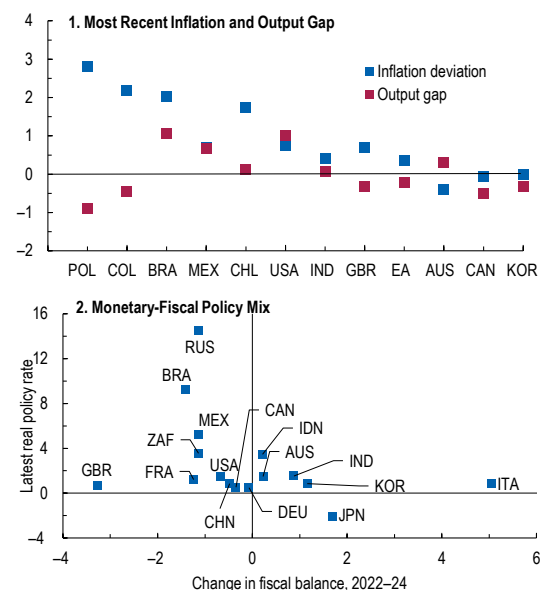 1. Most Recent Inflation and Output Gap
4
3
2
1
0
–1
–2
Inflation deviation
Output gap
POL COL BRA MEX CHL USA IND GBR EA AUS CAN KOR
2. Monetary-Fiscal Policy Mix
Latest real policy rate
16
12
8
4
0
–4
RUS
BRA
MEX
CAN
ZAF
IDN
USA
AUS
GBR
FRA
IND
KOR
ITA
CHN
DEU
JPN
–4 –2 0 2 4 6
Change in fiscal balance, 2022–24